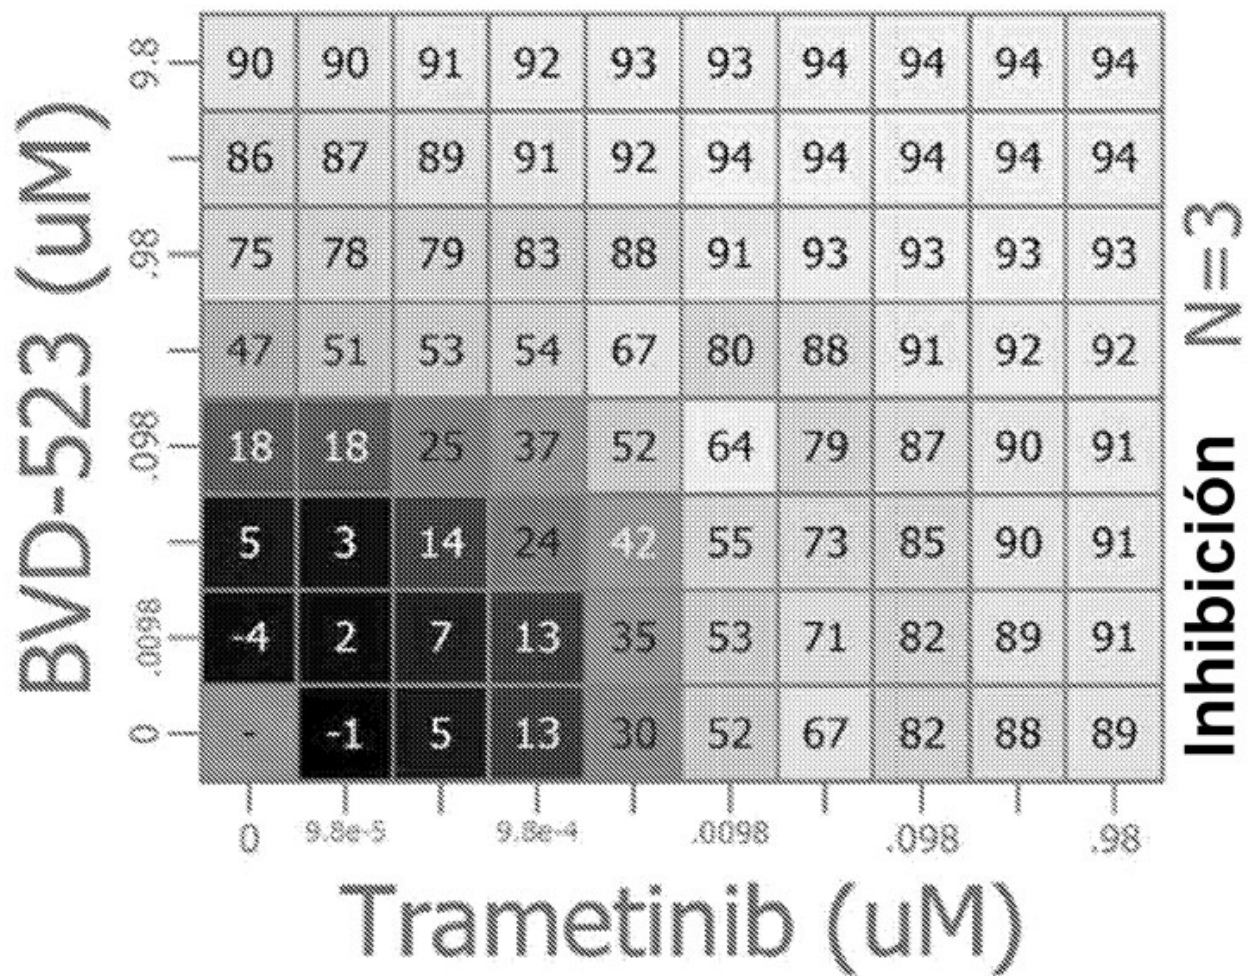 BVD-523 (uM)
9.8 90 90 91 92 93 93 94 94 94 94
86 87 89 91 92 94 94 94 94 94
.98 75 78 79 83 88 91 93 93 93 93
47 51 53 54 67 80 88 91 92 92
.098 18 18 25 37 52 64 79 87 90 91
5 3 14 24 42 55 73 85 90 91
.0098 -4 2 7 13 35 53 71 82 89 91
0 - -1 5 13 30 52 67 82 88 89
0 9.8e-5 9.8e-4 .0098 .098 .98
Trametinib (uM)
Inhibición N=3